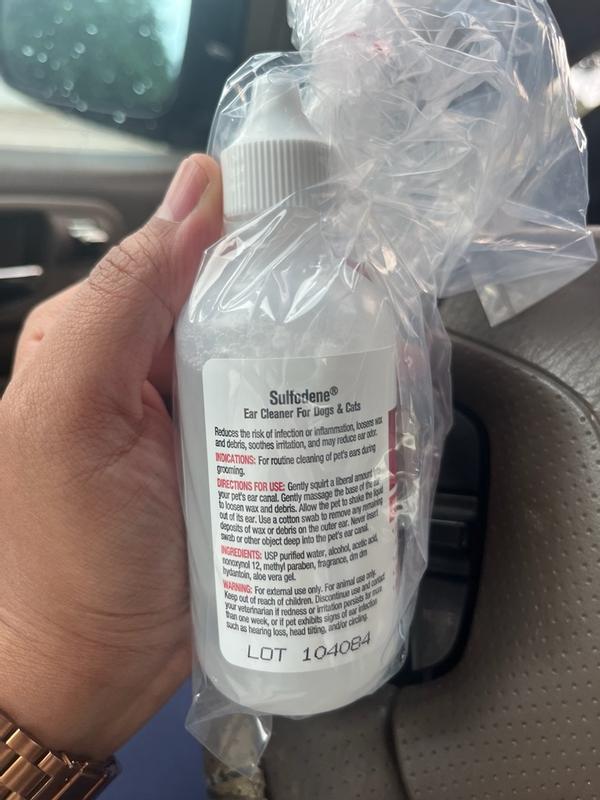 Sulfodene®
Ear Cleaner For Dogs & Cats
Reduces the risk of infection or inflammation, loosens wax
and debris, soothes irritation, and may reduce ear odor.
INDICATIONS: For routine cleaning of pet's ears during
grooming.
DIRECTIONS FOR USE: Gently squirt a liberal amount
your pet's ear canal. Gently massage the base of the ear
to loosen wax and debris. Allow the pet to shake the liquid
out of its ear. Use a cotton swab to remove any remaining
deposits of wax or debris on the outer ear. Never insert
swab or other object deep into the pet's ear canal.
INGREDIENTS: USP purified water, alcohol, acetic acid,
nonoxynol 12, methyl paraben, fragrance, dm dm
hydantoin, aloe vera gel.
WARNING: For external use only. For animal use only.
Keep out of reach of children. Discontinue use and contact
your veterinarian if redness or irritation persists for more
than one week, or if pet exhibits signs of ear infection
such as hearing loss, head tilting, and/or circling.
LOT 104084